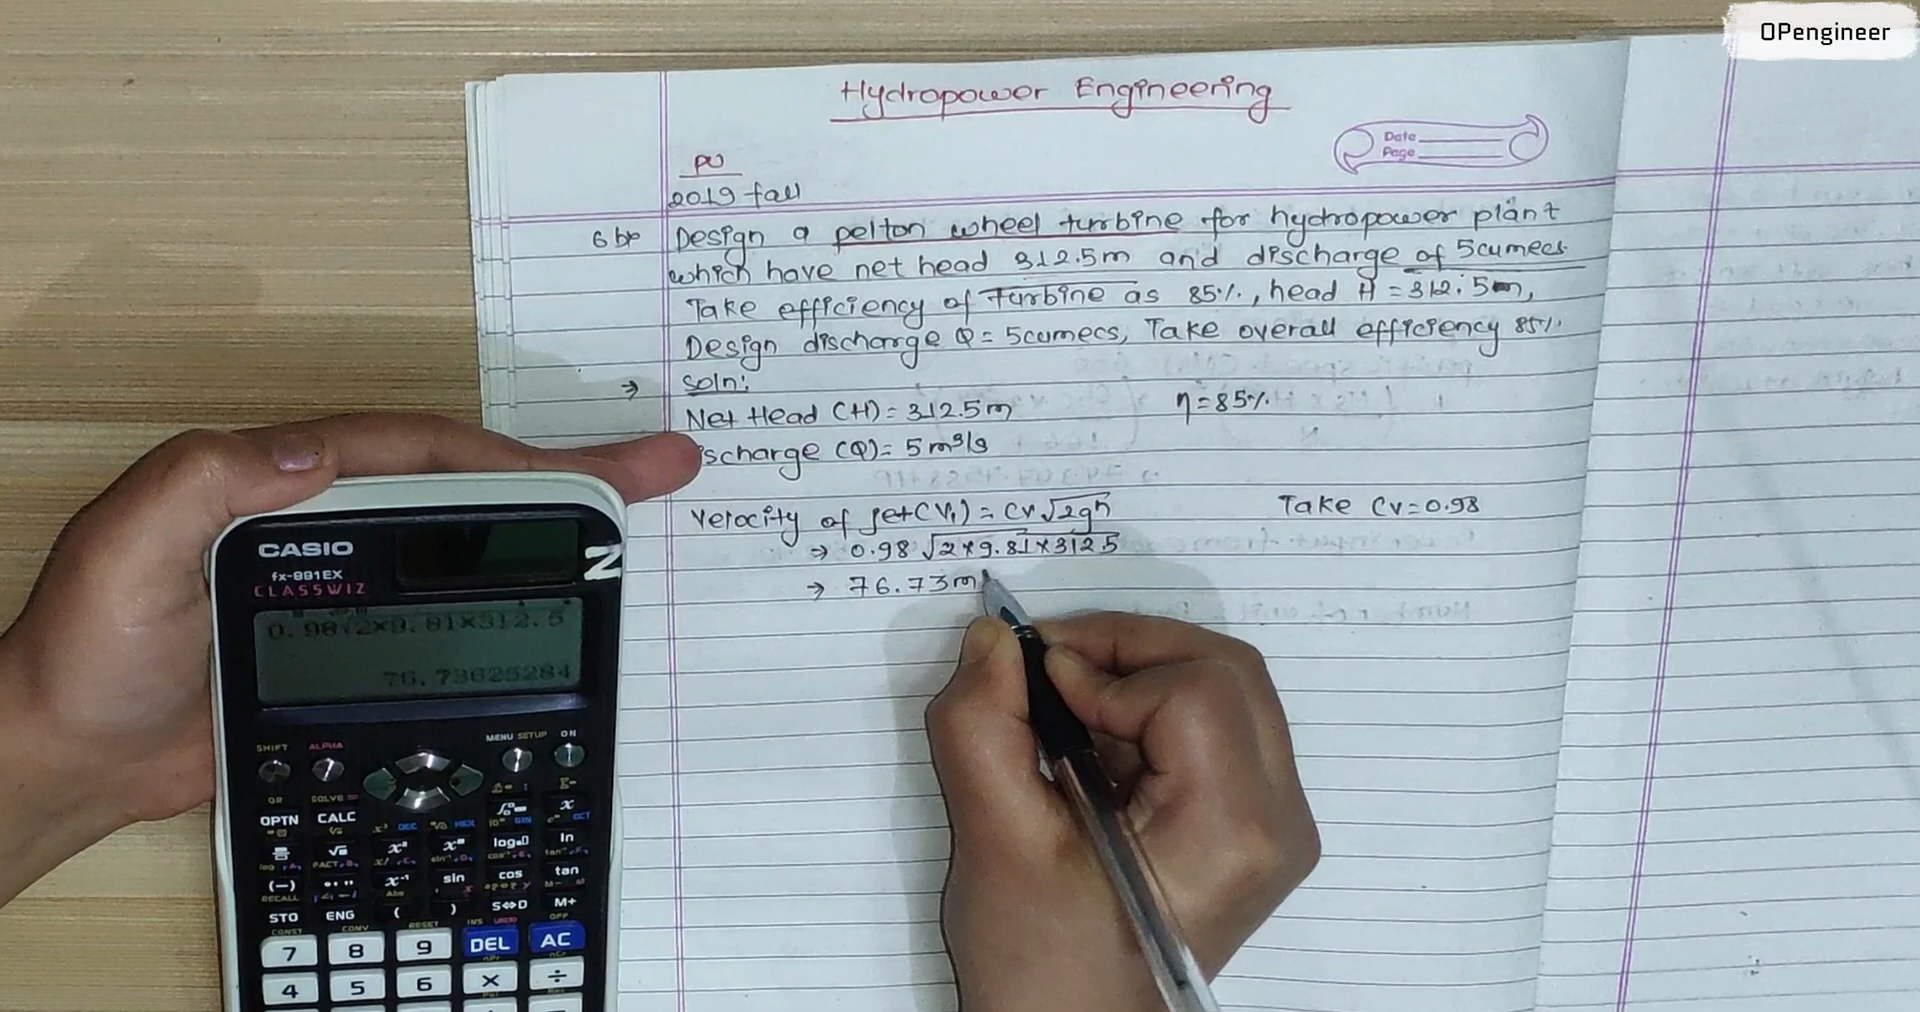 OPengineer
Hydropower Engineering
Date
Page
PU
2019 fall
6 bp Design a pelton wheel turbine for hydropower plant
which have net head 312.5m and discharge of 5cumecs
Take efficiency of Turbine as 85%, head H = 312.5m,
Design discharge Q = 5cumecs, Take overall efficiency 85%.
→ Soln:
Net Head (H) = 312.5m η = 85%
scharge (Q) = 5 m³/s
Velocity of jet (V₁) = Cv√2gh Take Cv = 0.98
→ 0.98 √2×9.81×312.5
→ 76.73m
CASIO
fx-991EX
CLASSWIZ
0.98√2×9.81×312.5
76.73625284
MENU SETUP ON
SHIFT ALPHA
SOLVE =
OPTN CALC
log ln
(−) sin cos tan
RECALL
STO ENG ( ) S⇔D M+
7 8 9 DEL AC
4 5 6 × ÷